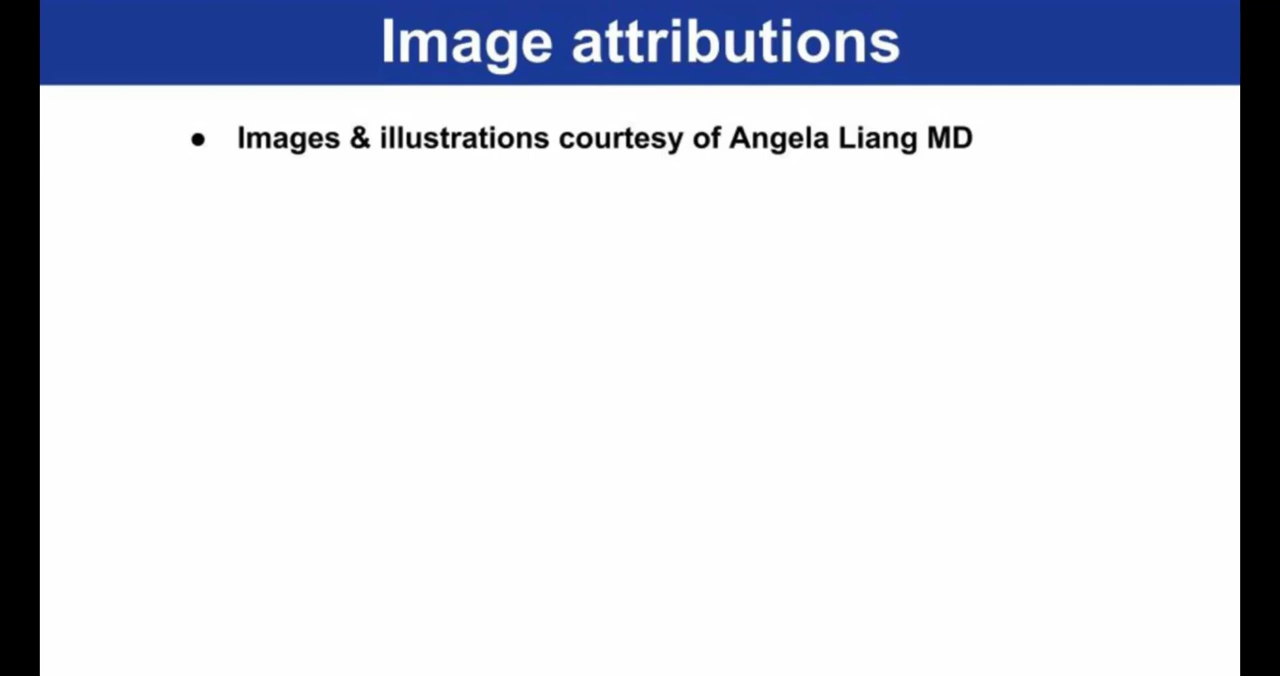 Image attributions
● Images & illustrations courtesy of Angela Liang MD